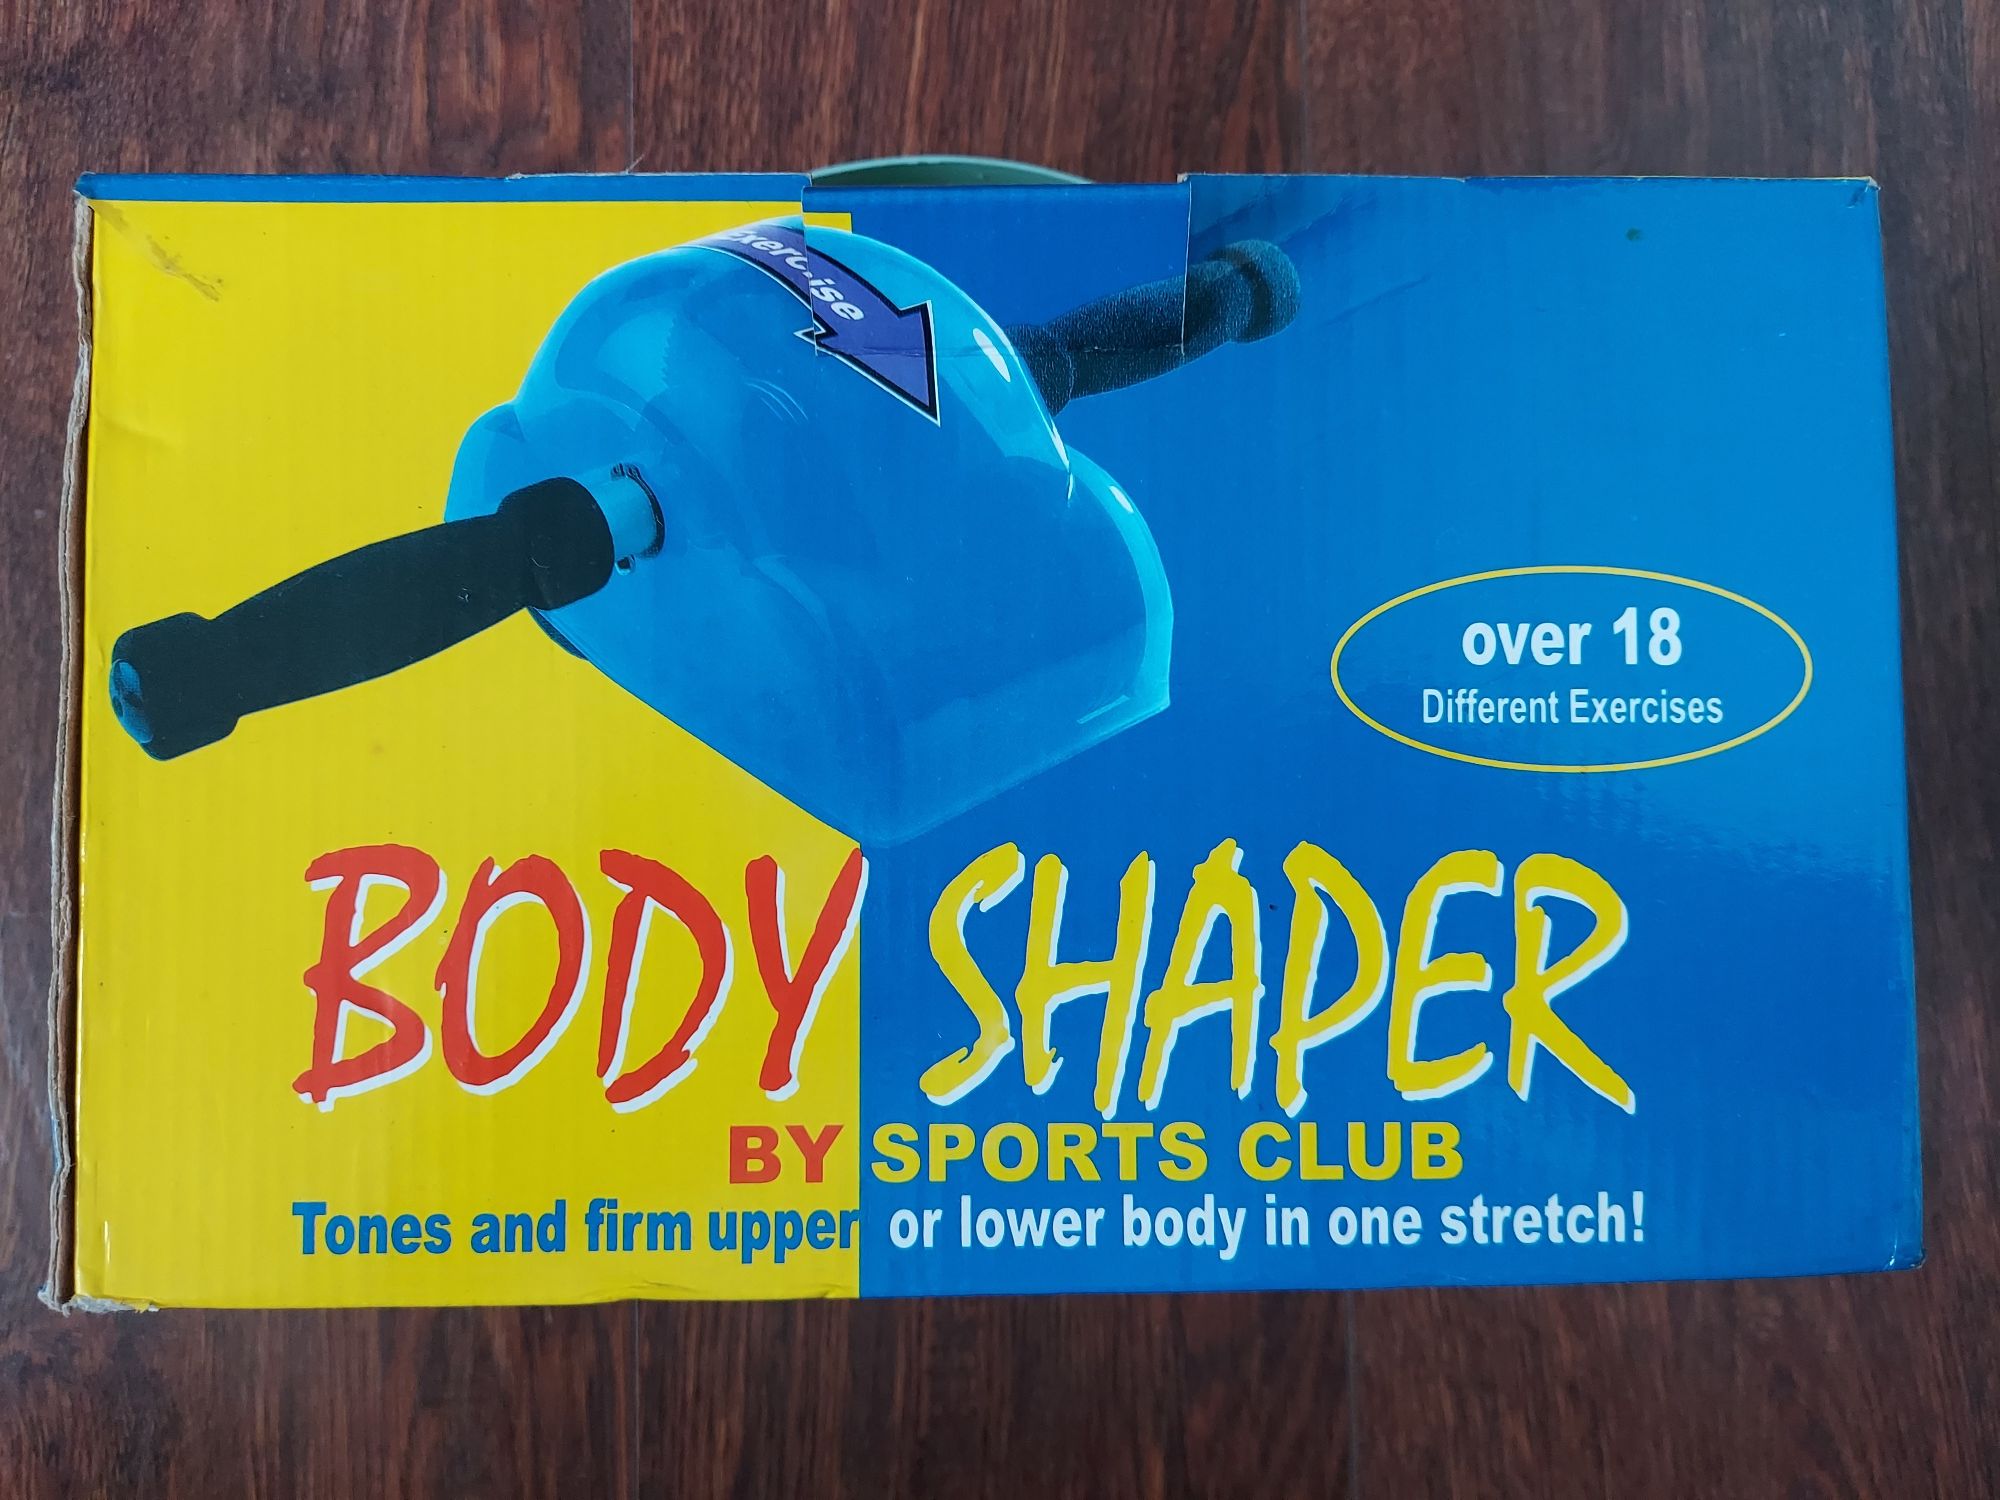 Exercise
over 18
Different Exercises
BODY SHAPER
BY SPORTS CLUB
Tones and firm upper or lower body in one stretch!